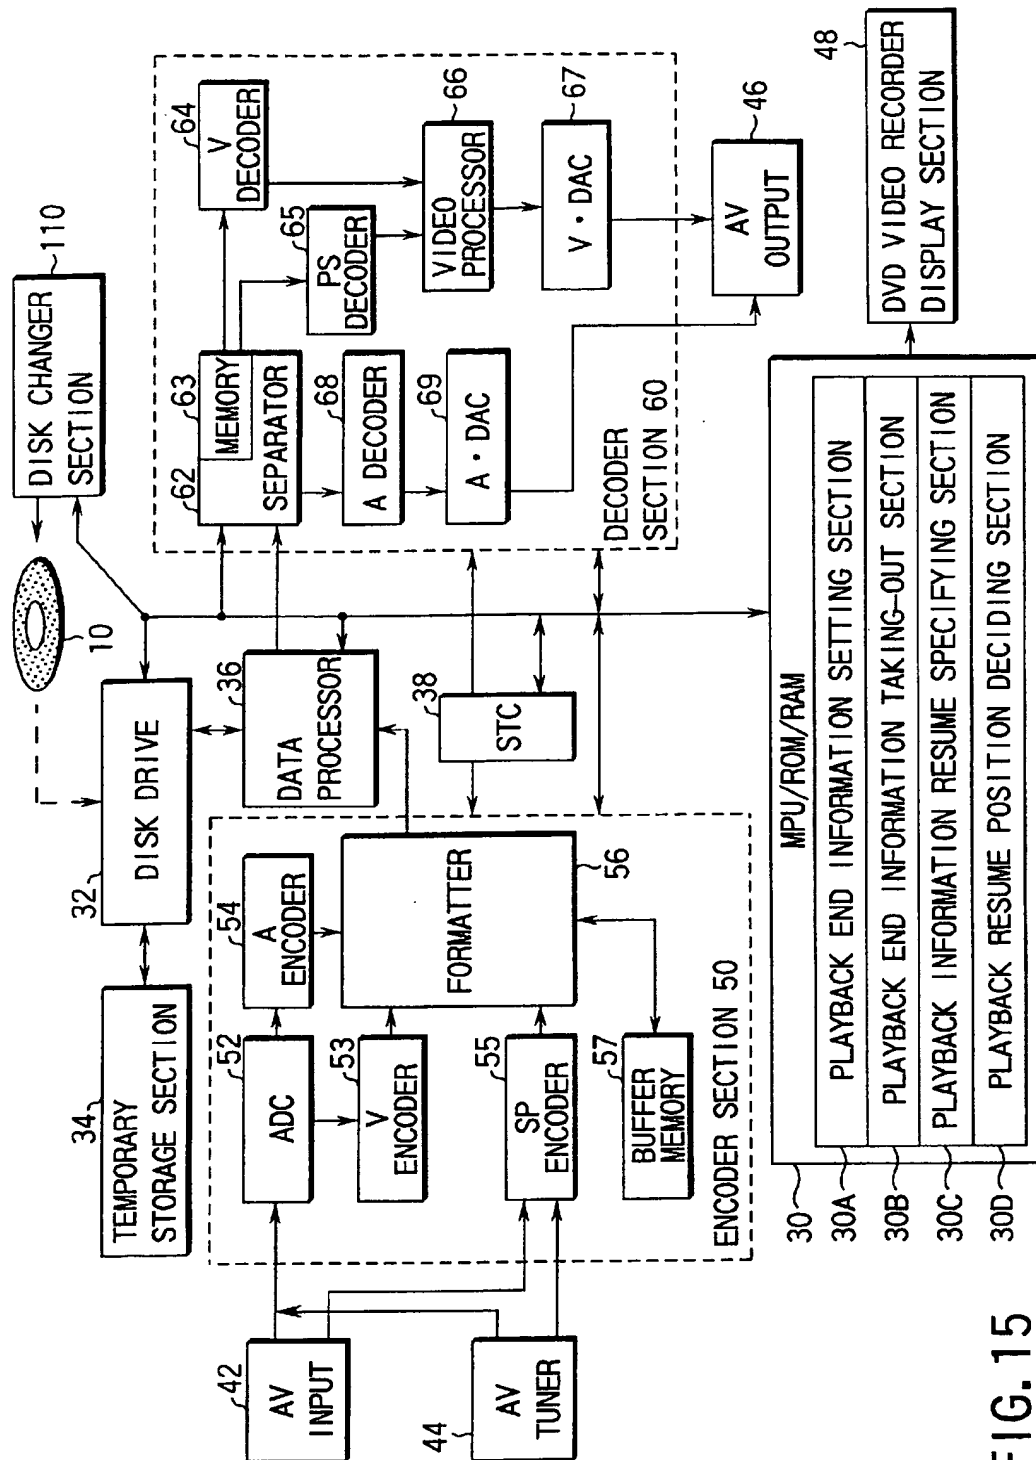 DISK CHANGER
SECTION
110
10
34
TEMPORARY
STORAGE SECTION
32
DISK DRIVE
36
DATA
PROCESSOR
38
STC
42
AV
INPUT
44
AV
TUNER
52
ADC
53
V
ENCODER
54
A
ENCODER
55
SP
ENCODER
FORMATTER
56
57
BUFFER
MEMORY
ENCODER SECTION 50
62
63
MEMORY
SEPARATOR
64
V
DECODER
65
PS
DECODER
66
VIDEO
PROCESSOR
67
V・DAC
68
A DECODER
69
A・DAC
DECODER
SECTION 60
46
AV
OUTPUT
48
DVD VIDEO RECORDER
DISPLAY SECTION
30
MPU/ROM/RAM
30A
PLAYBACK END INFORMATION SETTING SECTION
30B
PLAYBACK END INFORMATION TAKING-OUT SECTION
30C
PLAYBACK INFORMATION RESUME SPECIFYING SECTION
30D
PLAYBACK RESUME POSITION DECIDING SECTION
FIG. 15